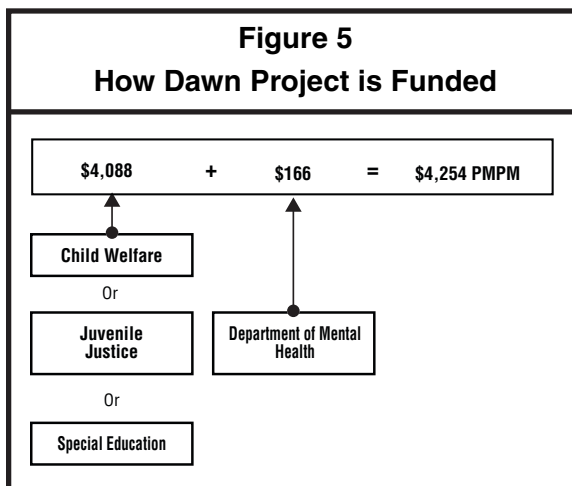 Figure 5
How Dawn Project is Funded
$4,088 + $166 = $4,254 PMPM
Child Welfare
Or
Juvenile
Justice
Department of Mental
Health
Or
Special Education